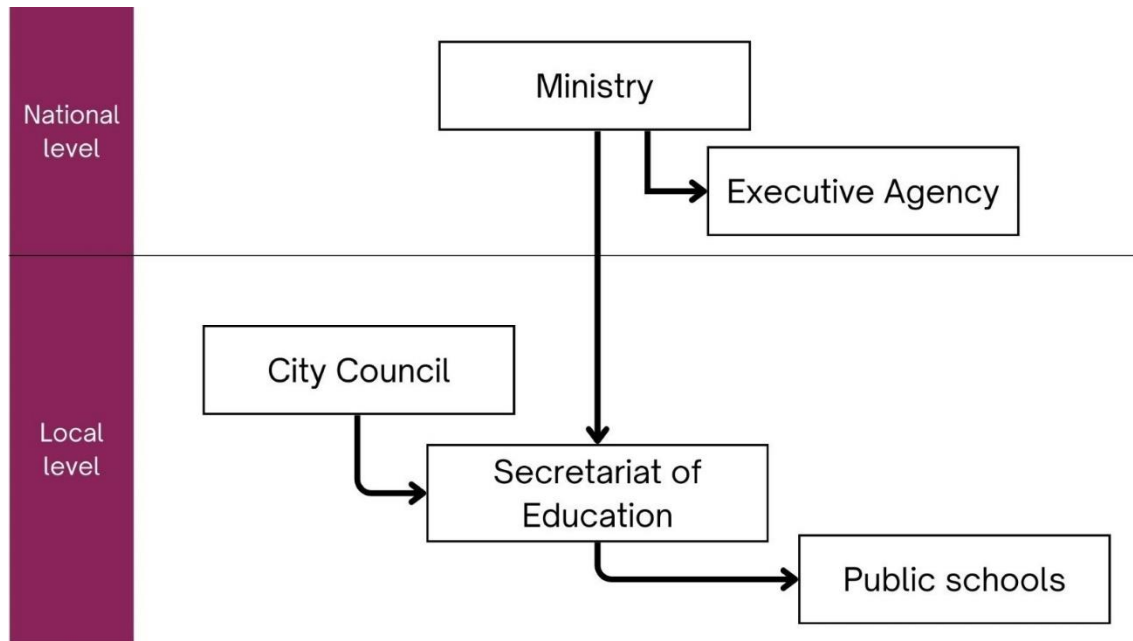 National
level
Ministry
Executive Agency
Local
level
City Council
Secretariat of
Education
Public schools